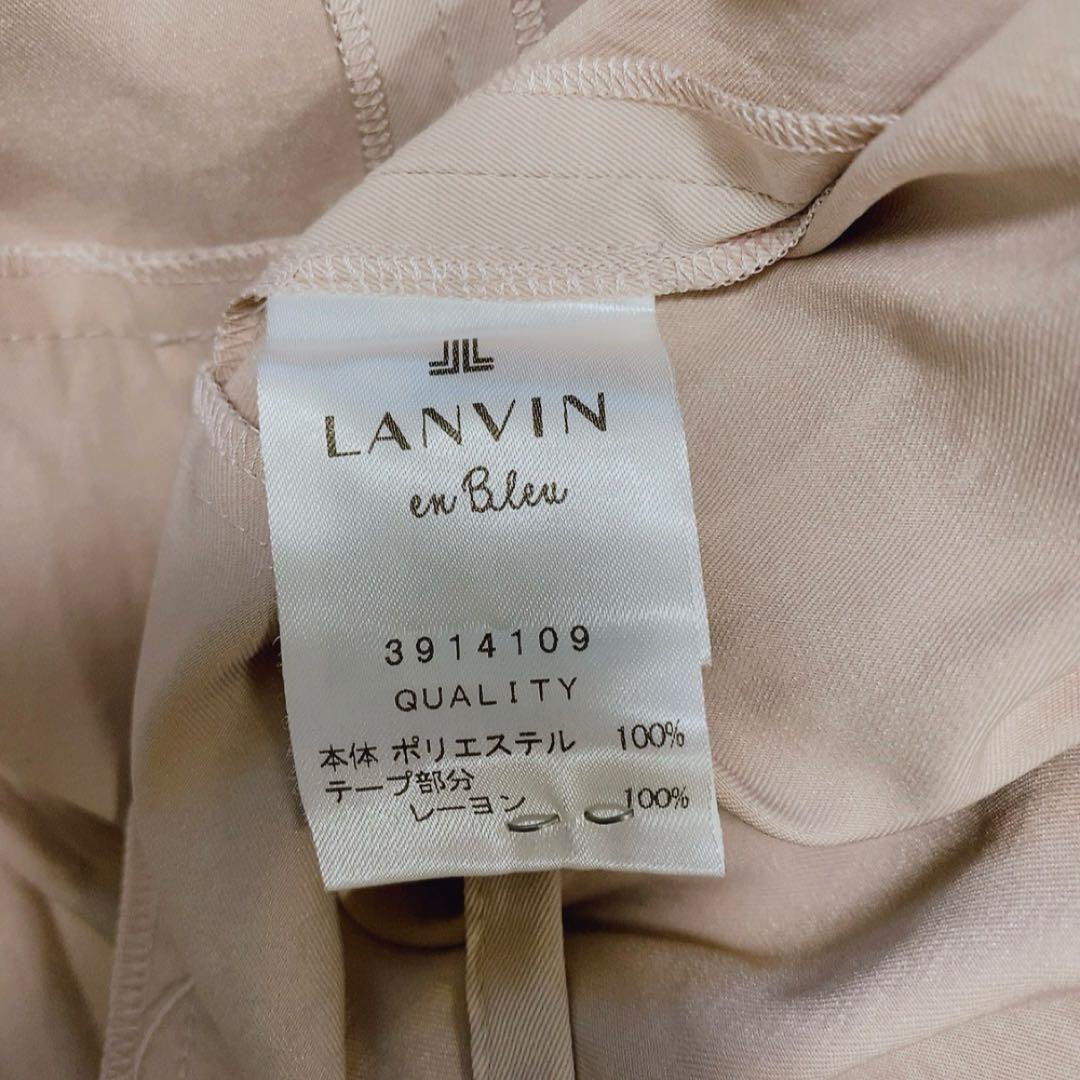 JL
LANVIN
en Bleu
3914109
QUALITY
本体 ポリエステル 100%
テープ部分
レーヨン 100%